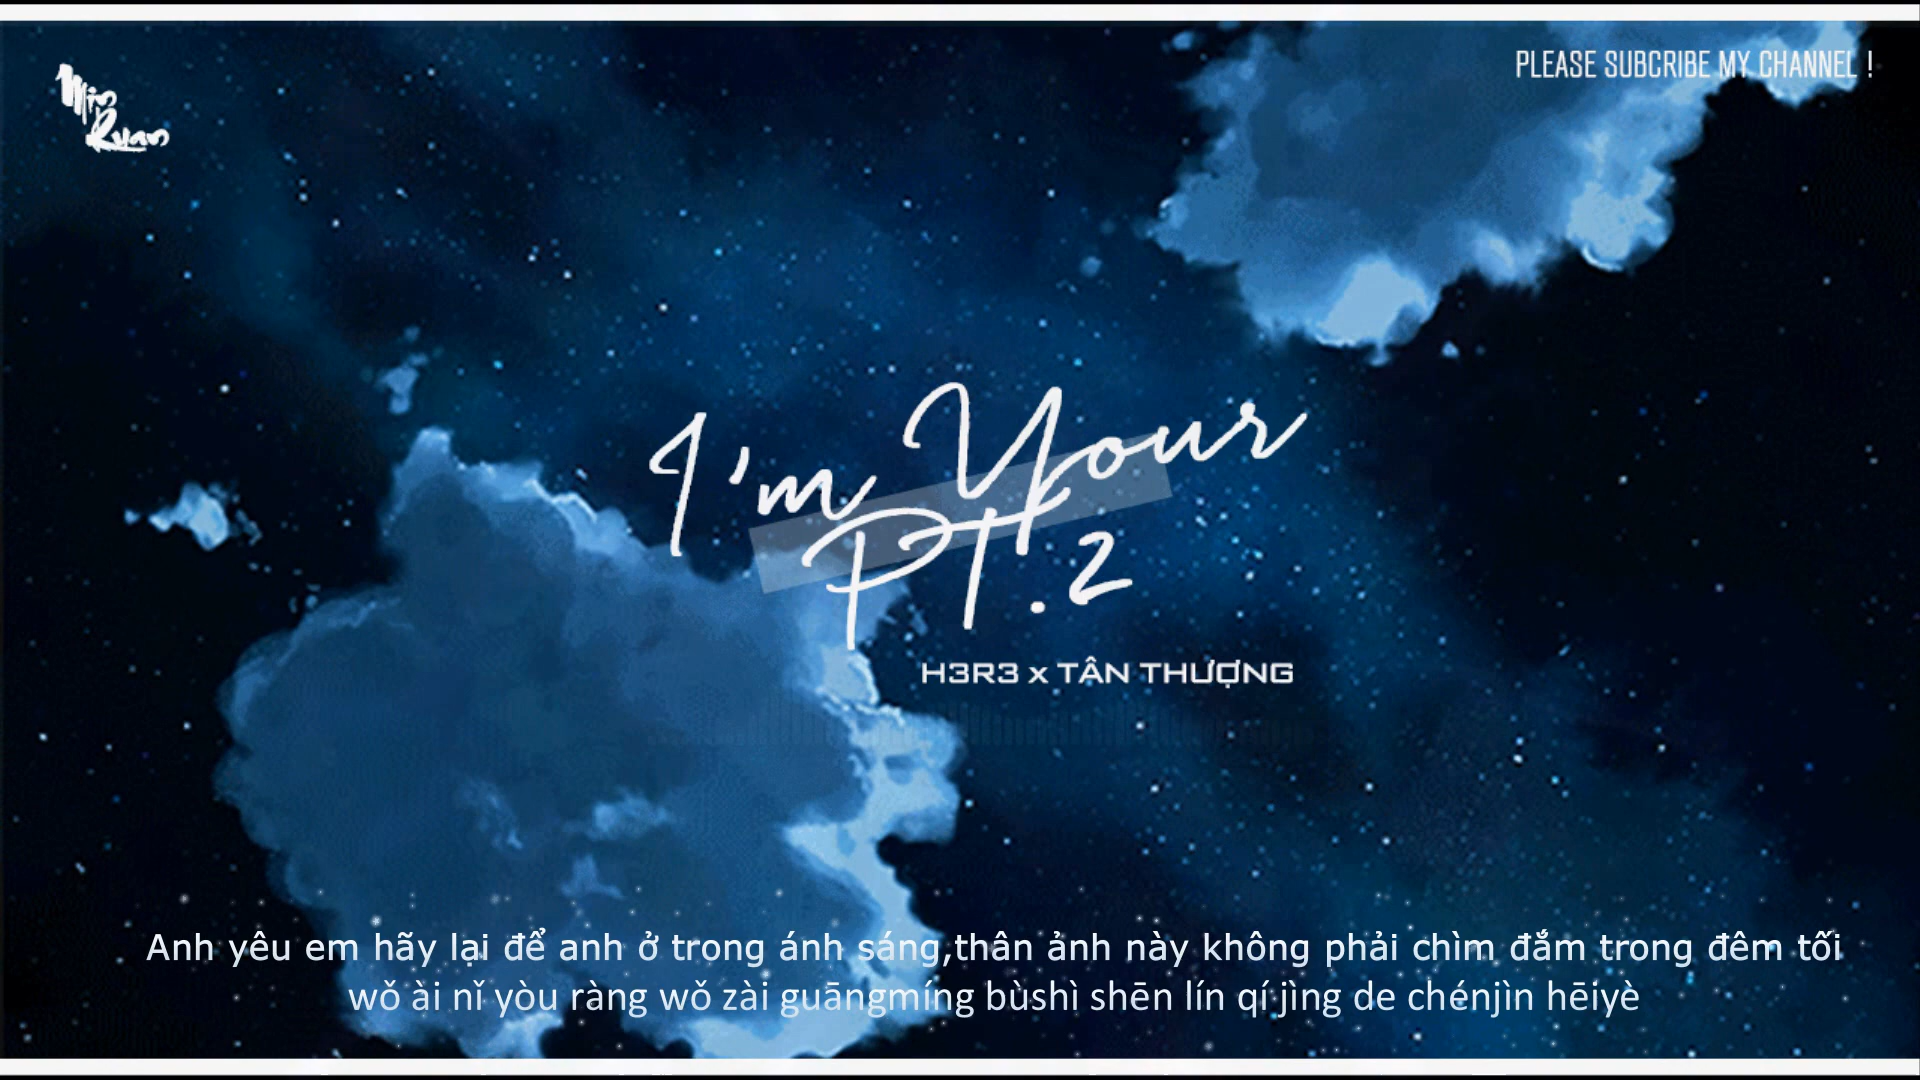 Min
Ruan
PLEASE SUBCRIBE MY CHANNEL !
I'm Your
PT.2
H3R3 x TÂN THƯỢNG
Anh yêu em hãy lại để anh ở trong ánh sáng,thân ảnh này không phải chìm đắm trong đêm tối
wǒ ài nǐ yòu ràng wǒ zài guāngmíng bùshì shēn lín qí jìng de chénjìn hēiyè